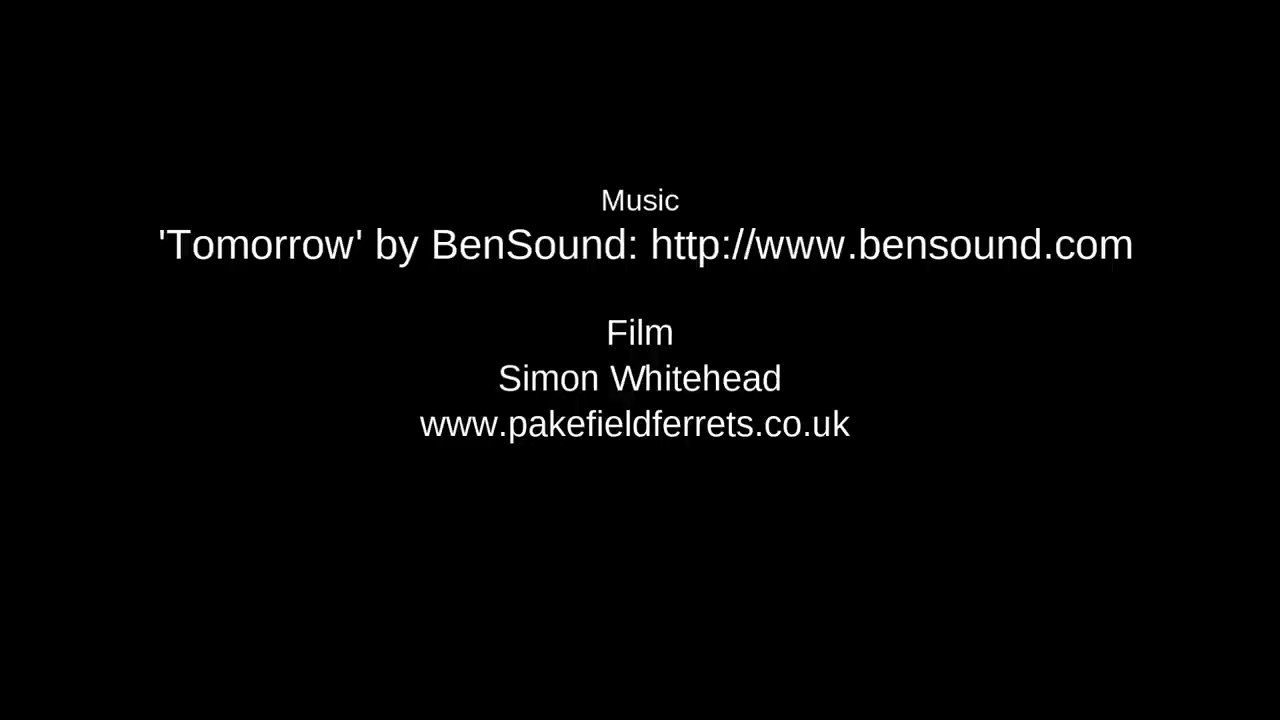 Music
'Tomorrow' by BenSound: http://www.bensound.com
Film
Simon Whitehead
www.pakefieldferrets.co.uk